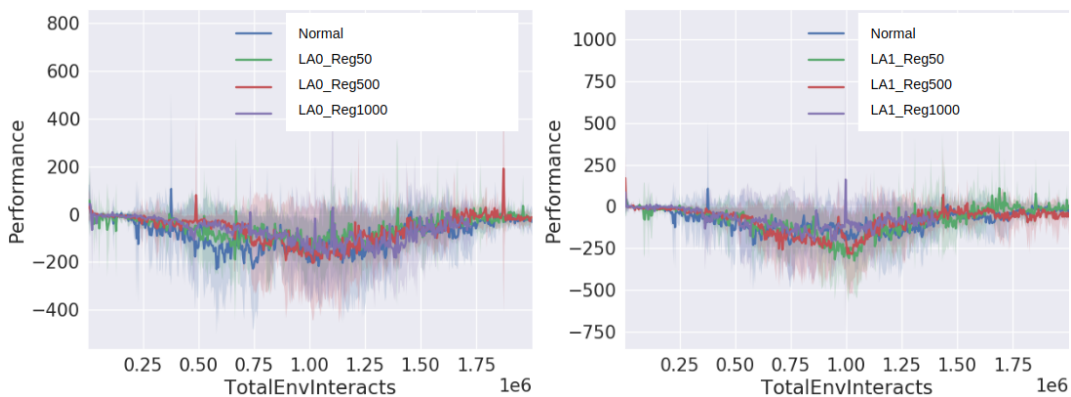 800
600
400
200
0
−200
−400
Performance
Normal
LA0_Reg50
LA0_Reg500
LA0_Reg1000
0.25 0.50 0.75 1.00 1.25 1.50 1.75
TotalEnvInteracts
1e6
1000
750
500
250
0
−250
−500
−750
Performance
Normal
LA1_Reg50
LA1_Reg500
LA1_Reg1000
0.25 0.50 0.75 1.00 1.25 1.50 1.75
TotalEnvInteracts
1e6